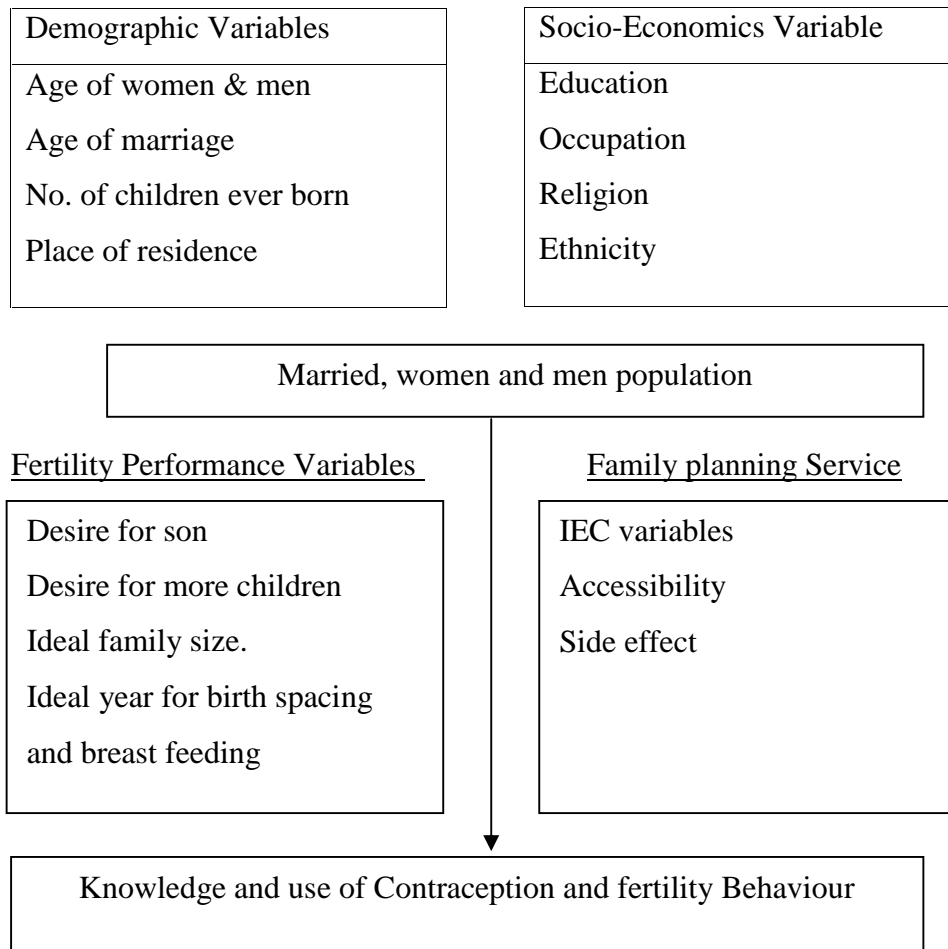 Demographic Variables
Age of women & men
Age of marriage
No. of children ever born
Place of residence
Socio-Economics Variable
Education
Occupation
Religion
Ethnicity
Married, women and men population
Fertility Performance Variables
Desire for son
Desire for more children
Ideal family size.
Ideal year for birth spacing
and breast feeding
Family planning Service
IEC variables
Accessibility
Side effect
Knowledge and use of Contraception and fertility Behaviour